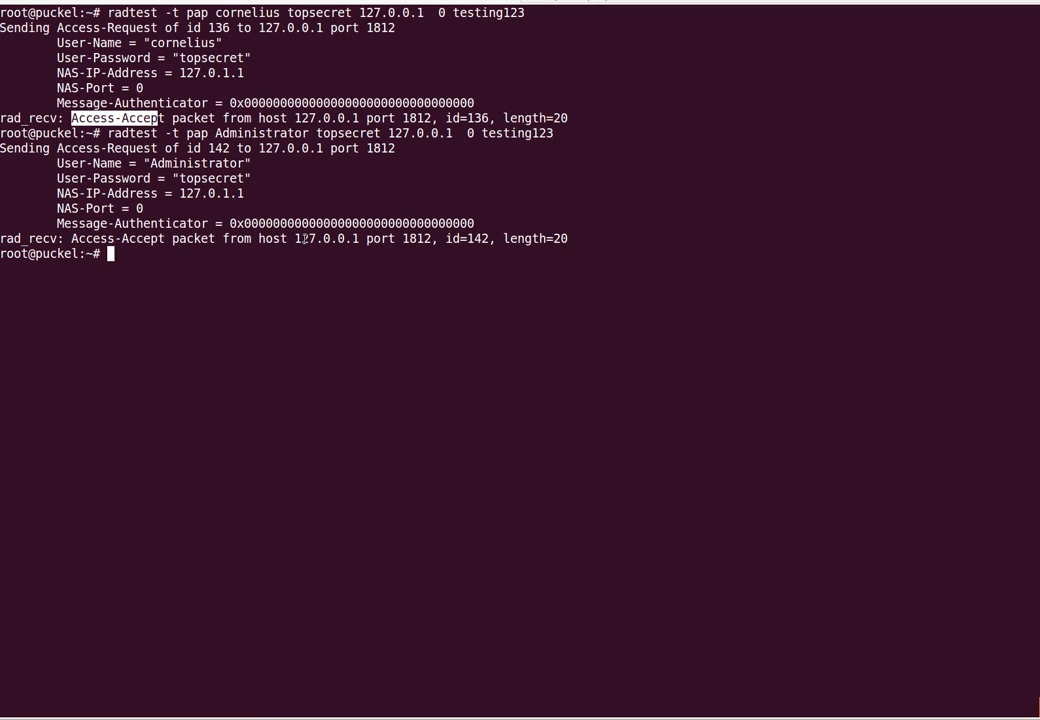 root@puckel:~# radtest -t pap cornelius topsecret 127.0.0.1  0 testing123
Sending Access-Request of id 136 to 127.0.0.1 port 1812
        User-Name = "cornelius"
        User-Password = "topsecret"
        NAS-IP-Address = 127.0.1.1
        NAS-Port = 0
        Message-Authenticator = 0x00000000000000000000000000000000
rad_recv: Access-Accept packet from host 127.0.0.1 port 1812, id=136, length=20
root@puckel:~# radtest -t pap Administrator topsecret 127.0.0.1  0 testing123
Sending Access-Request of id 142 to 127.0.0.1 port 1812
        User-Name = "Administrator"
        User-Password = "topsecret"
        NAS-IP-Address = 127.0.1.1
        NAS-Port = 0
        Message-Authenticator = 0x00000000000000000000000000000000
rad_recv: Access-Accept packet from host 127.0.0.1 port 1812, id=142, length=20
root@puckel:~#